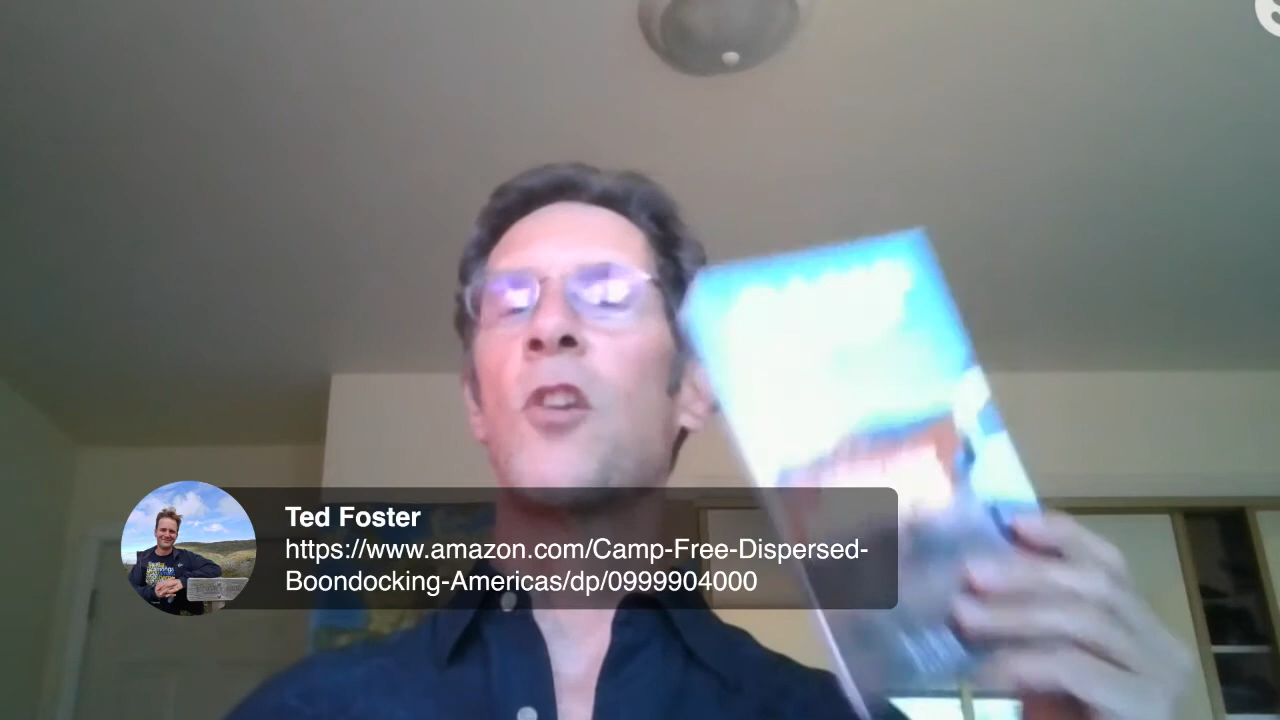 Ted Foster
https://www.amazon.com/Camp-Free-Dispersed-
Boondocking-Americas/dp/0999904000